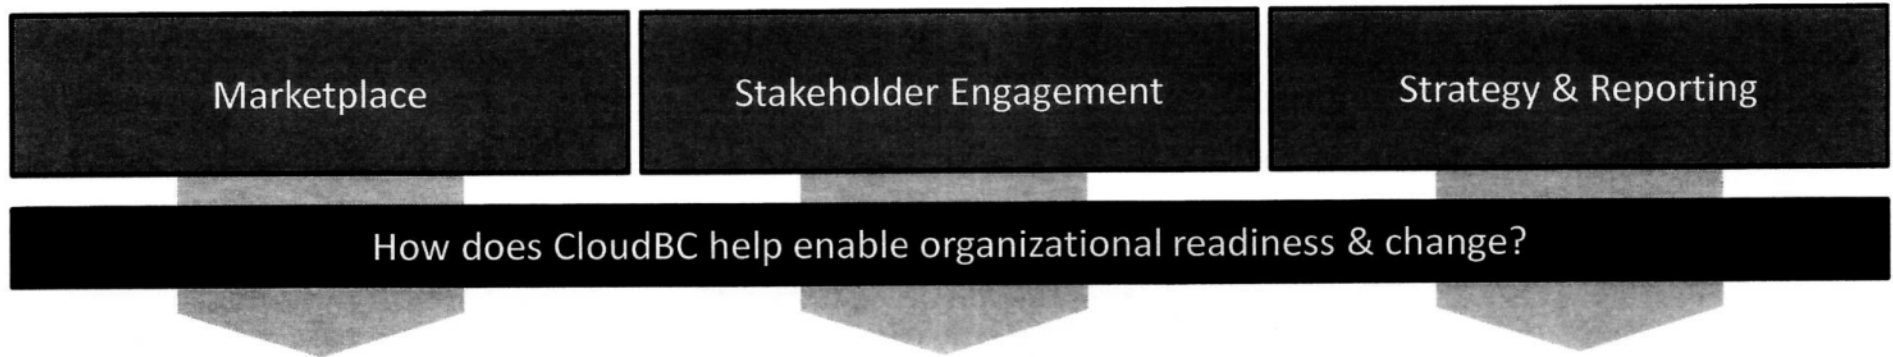 Marketplace
Stakeholder Engagement
Strategy & Reporting
How does CloudBC help enable organizational readiness & change?